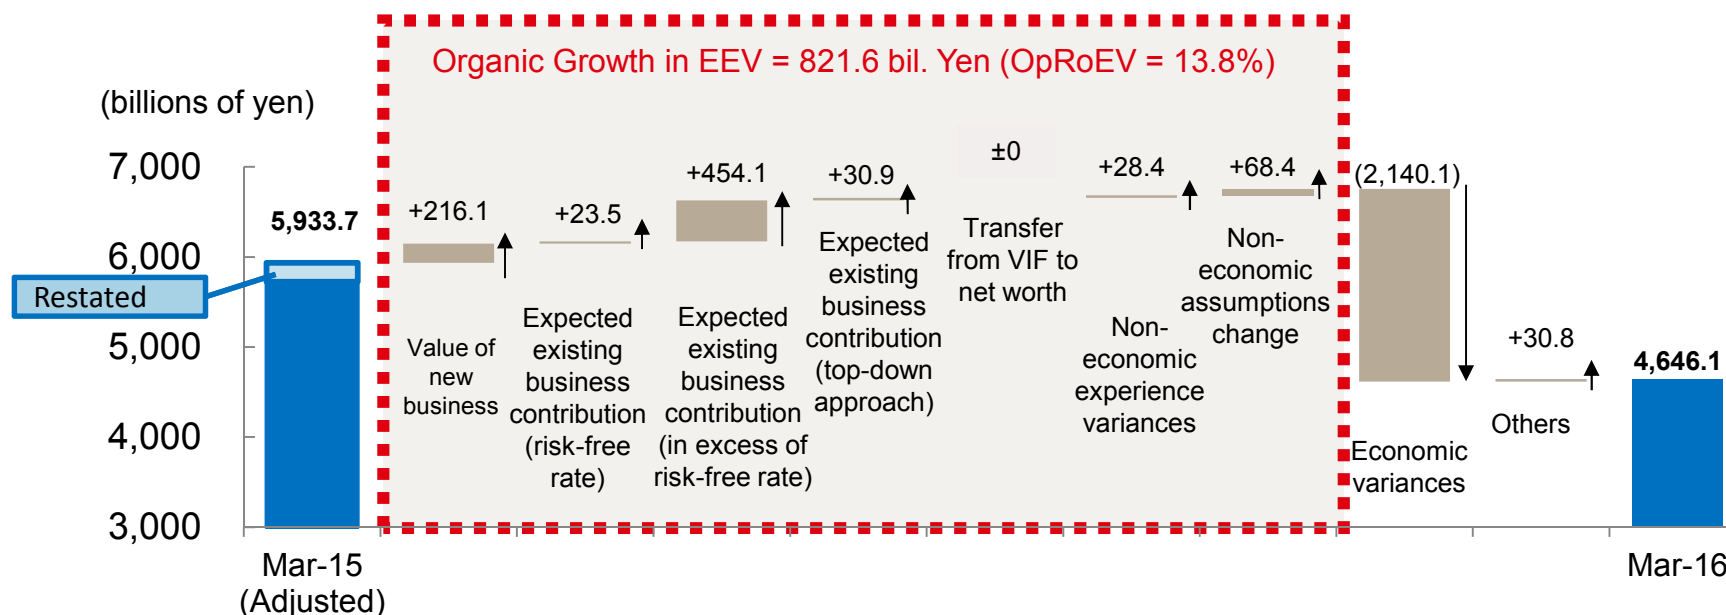 Organic Growth in EEV = 821.6 bil. Yen (OpRoEV = 13.8%)
(billions of yen)
7,000
6,000
5,000
4,000
3,000
5,933.7
Restated
Mar-15
(Adjusted)
+216.1
Value of
new
business
+23.5
Expected
existing
business
contribution
(risk-free
rate)
+454.1
Expected
existing
business
contribution
(in excess of
risk-free rate)
+30.9
Expected
existing
business
contribution
(top-down
approach)
±0
Transfer
from VIF to
net worth
+28.4
Non-
economic
experience
variances
+68.4
Non-
economic
assumptions
change
(2,140.1)
Economic
variances
+30.8
Others
4,646.1
Mar-16